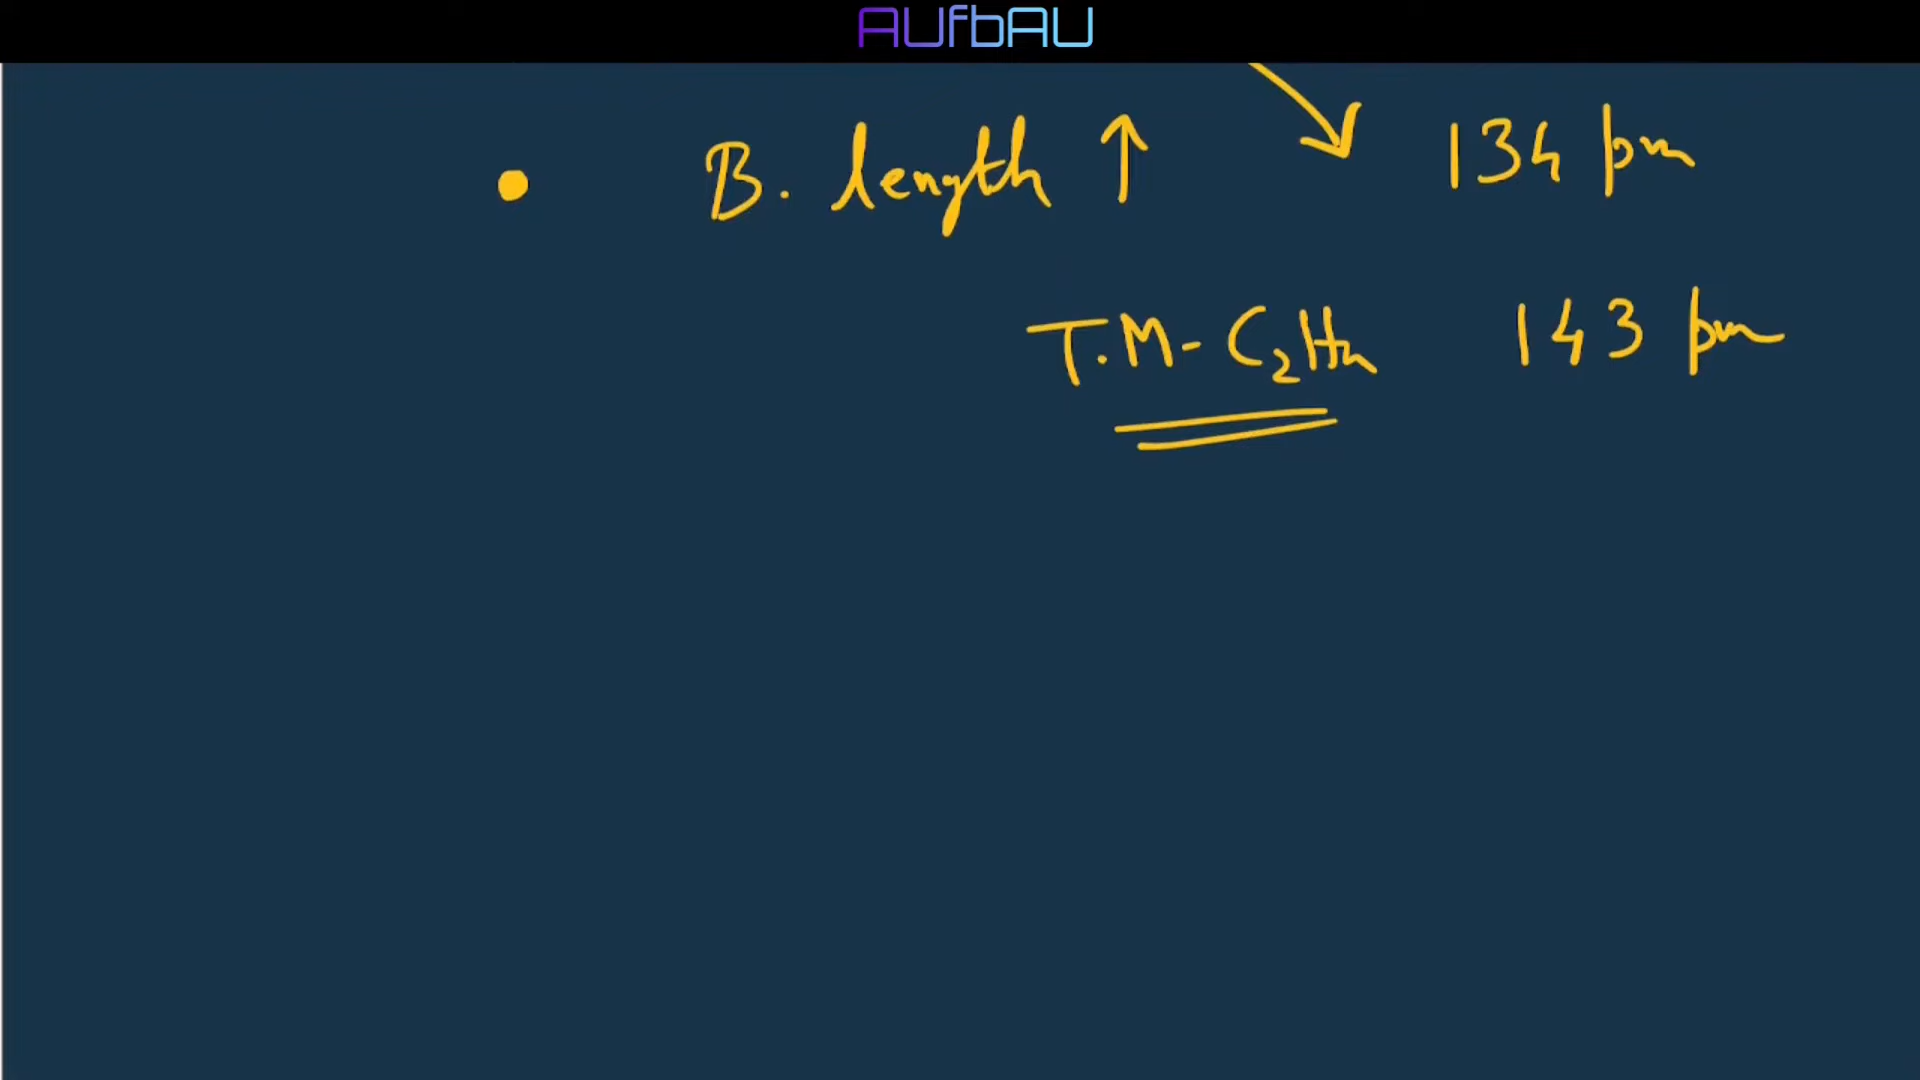 AUfbAU
B. length ↑ 134 pm
T.M - C₂H₄ 143 pm